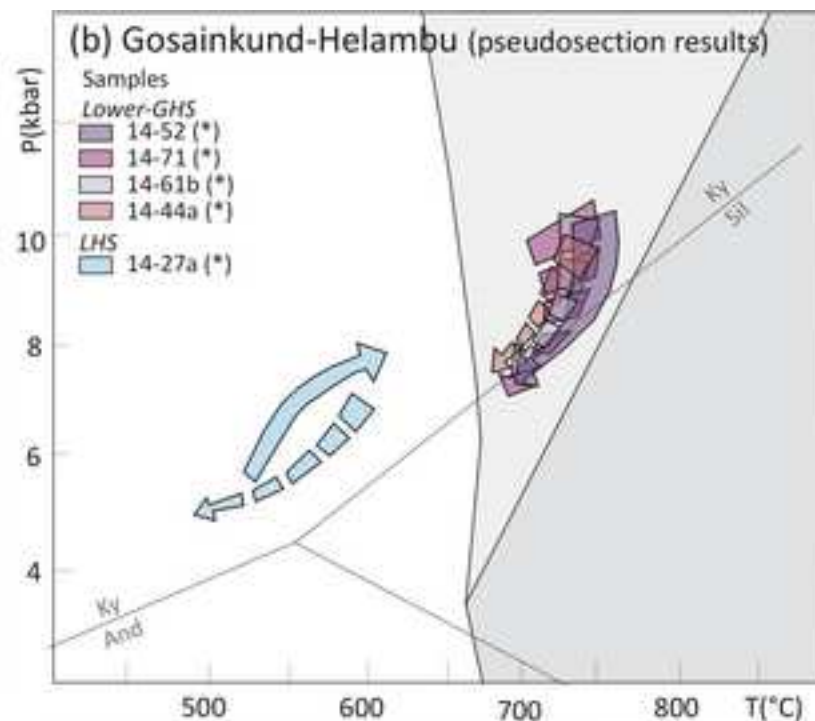 (b) Gosainkund-Helambu (pseudosection results)
P(kbar)
Samples
Lower-GHS
14-52 (*)
14-71 (*)
14-61b (*)
14-44a (*)
LHS
14-27a (*)
10
8
6
4
Ky
Sil
Ky
And
500 600 700 800 T(°C)